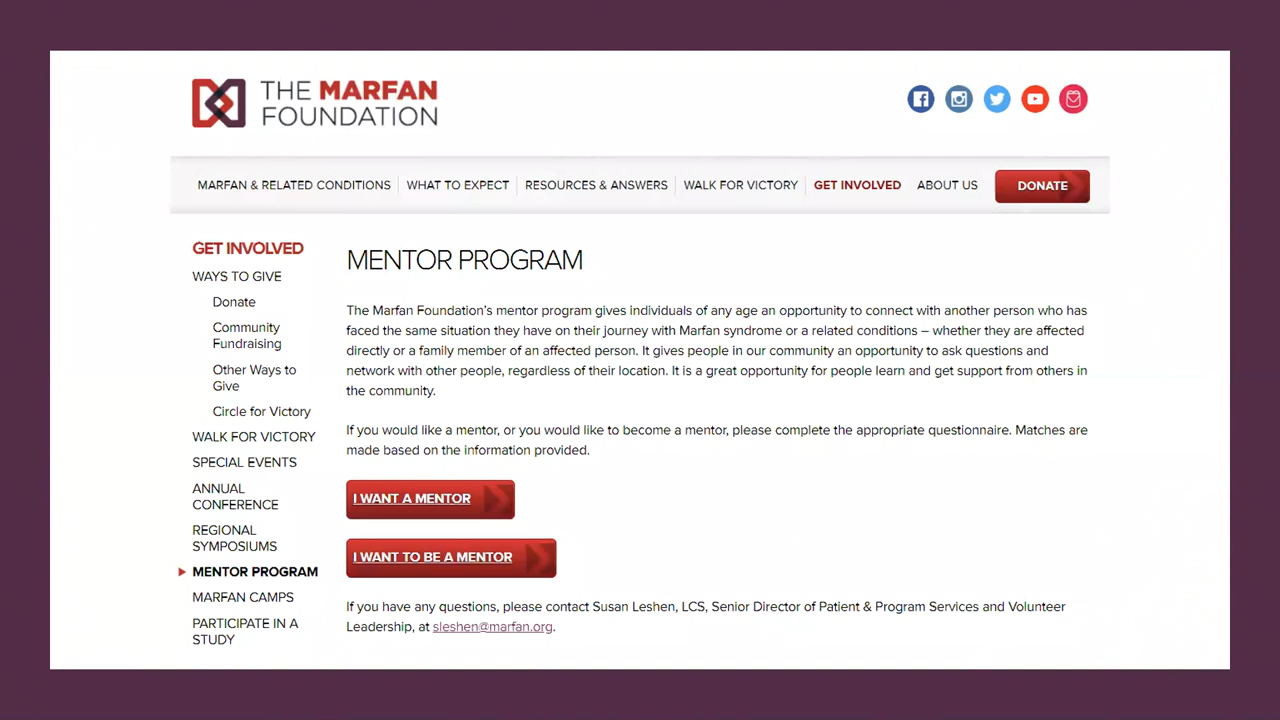 THE MARFAN
FOUNDATION
MARFAN & RELATED CONDITIONS
WHAT TO EXPECT
RESOURCES & ANSWERS
WALK FOR VICTORY
GET INVOLVED
ABOUT US
DONATE
GET INVOLVED
WAYS TO GIVE
Donate
Community
Fundraising
Other Ways to
Give
Circle for Victory
WALK FOR VICTORY
SPECIAL EVENTS
ANNUAL
CONFERENCE
REGIONAL
SYMPOSIUMS
MENTOR PROGRAM
MARFAN CAMPS
PARTICIPATE IN A
STUDY
MENTOR PROGRAM
The Marfan Foundation's mentor program gives individuals of any age an opportunity to connect with another person who has
faced the same situation they have on their journey with Marfan syndrome or a related conditions – whether they are affected
directly or a family member of an affected person. It gives people in our community an opportunity to ask questions and
network with other people, regardless of their location. It is a great opportunity for people learn and get support from others in
the community.
If you would like a mentor, or you would like to become a mentor, please complete the appropriate questionnaire. Matches are
made based on the information provided.
I WANT A MENTOR
I WANT TO BE A MENTOR
If you have any questions, please contact Susan Leshen, LCS, Senior Director of Patient & Program Services and Volunteer
Leadership, at sleshen@marfan.org.